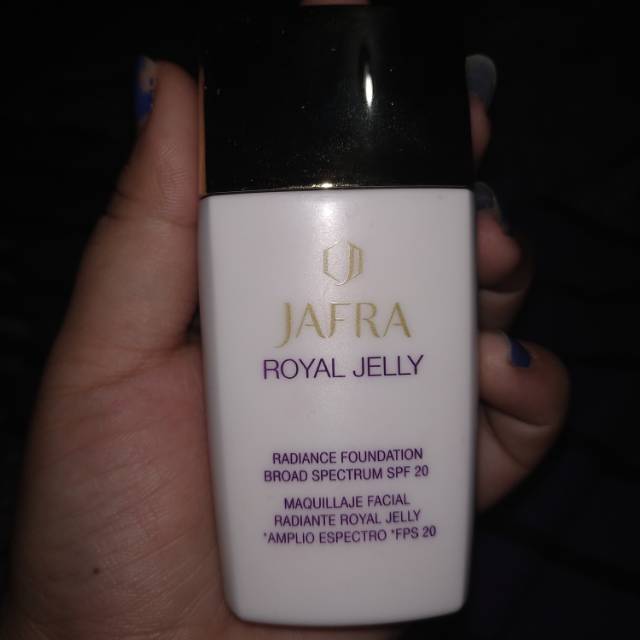 JAFRA
ROYAL JELLY
RADIANCE FOUNDATION
BROAD SPECTRUM SPF 20
MAQUILLAJE FACIAL
RADIANTE ROYAL JELLY
*AMPLIO ESPECTRO *FPS 20